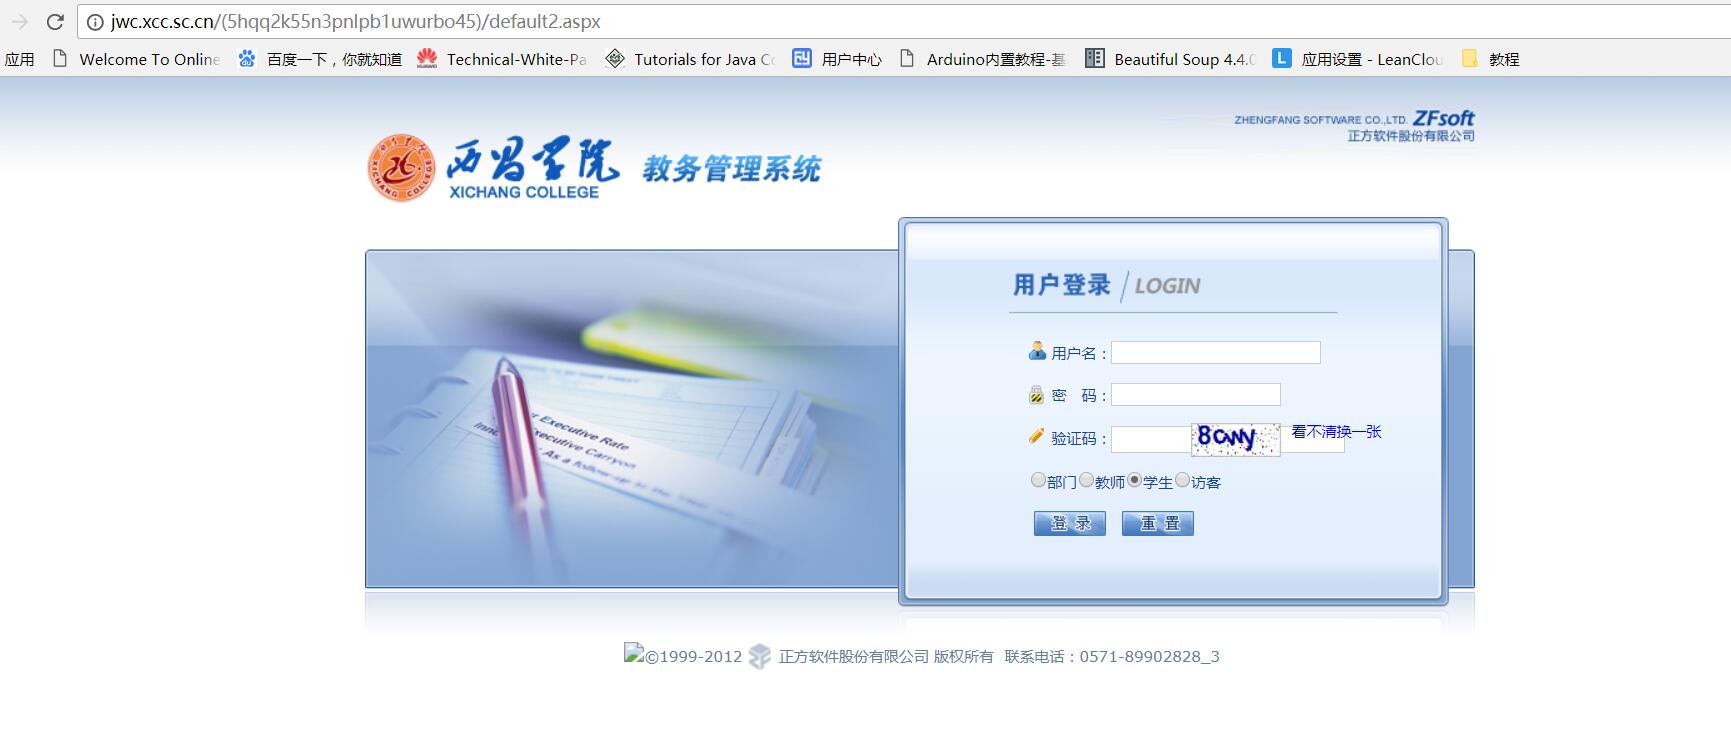 jwc.xcc.sc.cn/(5hqq2k55n3pnlpb1uwurbo45)/default2.aspx
应用 Welcome To Online 百度一下，你就知道 Technical-White-Pa Tutorials for Java Co 用户中心 Arduino内置教程-基 Beautiful Soup 4.4.0 应用设置 - LeanClou 教程
ZHENGFANG SOFTWARE CO.,LTD. ZFsoft
正方软件股份有限公司
西昌学院 教务管理系统
XICHANG COLLEGE
用户登录 / LOGIN
用户名：
密 码：
验证码： 8cwy 看不清换一张
部门 教师 学生 访客
登 录 重 置
Executive Rate
Executive Carryon
As a follow-up to the
©1999-2012 正方软件股份有限公司 版权所有 联系电话：0571-89902828_3